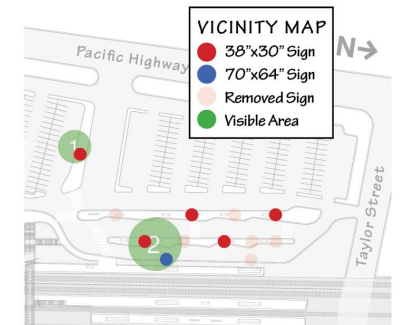 VICINITY MAP
38"x30" Sign
70"x64" Sign
Removed Sign
Visible Area
N→
Pacific Highway
Taylor Street
1
2